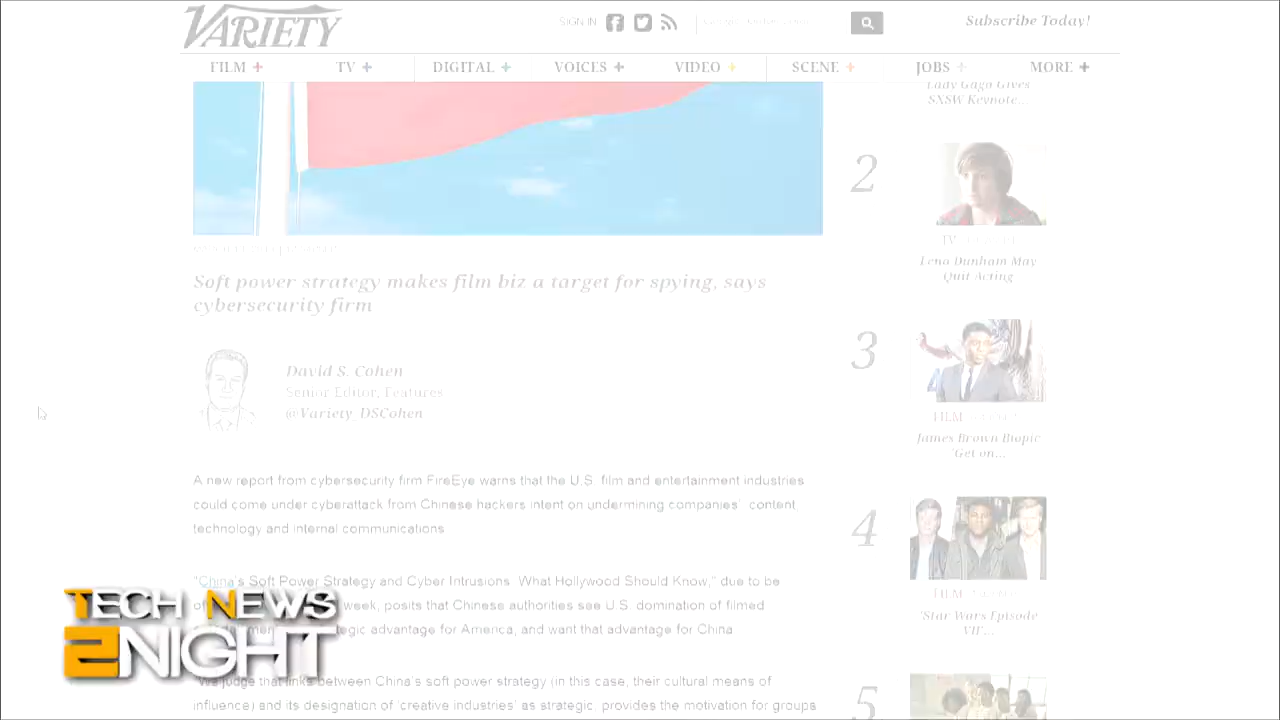 VARIETY
SIGN IN
Subscribe Today!
FILM + TV + DIGITAL + VOICES + VIDEO + SCENE + JOBS + MORE +
Lady Gaga Gives
SXSW Keynote...
2
TV
Lena Dunham May
Quit Acting
Soft power strategy makes film biz a target for spying, says
cybersecurity firm
3
David S. Cohen
Senior Editor, Features
@Variety_DSCohen
FILM
James Brown Biopic
'Get on...
A new report from cybersecurity firm FireEye warns that the U.S. film and entertainment industries
could come under cyberattack from Chinese hackers intent on undermining companies' content,
technology and internal communications
4
"China's Soft Power Strategy and Cyber Intrusions: What Hollywood Should Know," due to be
week, posits that Chinese authorities see U.S. domination of filmed
advantage for America, and want that advantage for China
FILM
'Star Wars Episode
VII'...
"We judge that links between China's soft power strategy (in this case, their cultural means of
influence) and its designation of 'creative industries' as strategic, provides the motivation for groups
5
TECH NEWS
2NIGHT